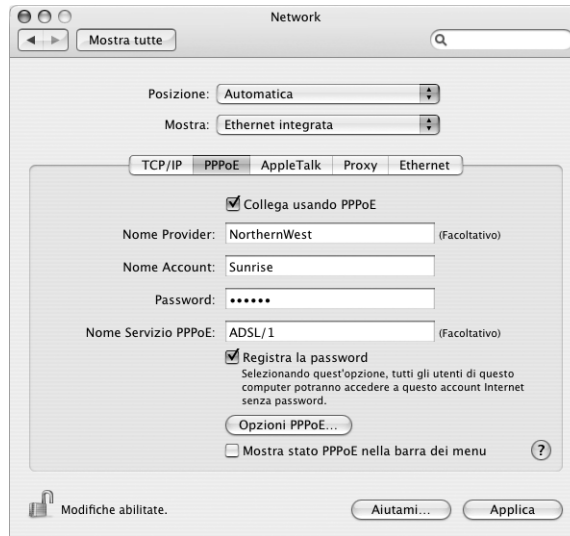 Network
Mostra tutte
Posizione: Automatica
Mostra: Ethernet integrata
TCP/IP PPPoE AppleTalk Proxy Ethernet
Collega usando PPPoE
Nome Provider: NorthernWest (Facoltativo)
Nome Account: Sunrise
Password: ••••••
Nome Servizio PPPoE: ADSL/1 (Facoltativo)
Registra la password
Selezionando quest'opzione, tutti gli utenti di questo
computer potranno accedere a questo account Internet
senza password.
Opzioni PPPoE...
Mostra stato PPPoE nella barra dei menu ?
Modifiche abilitate. Aiutami... Applica